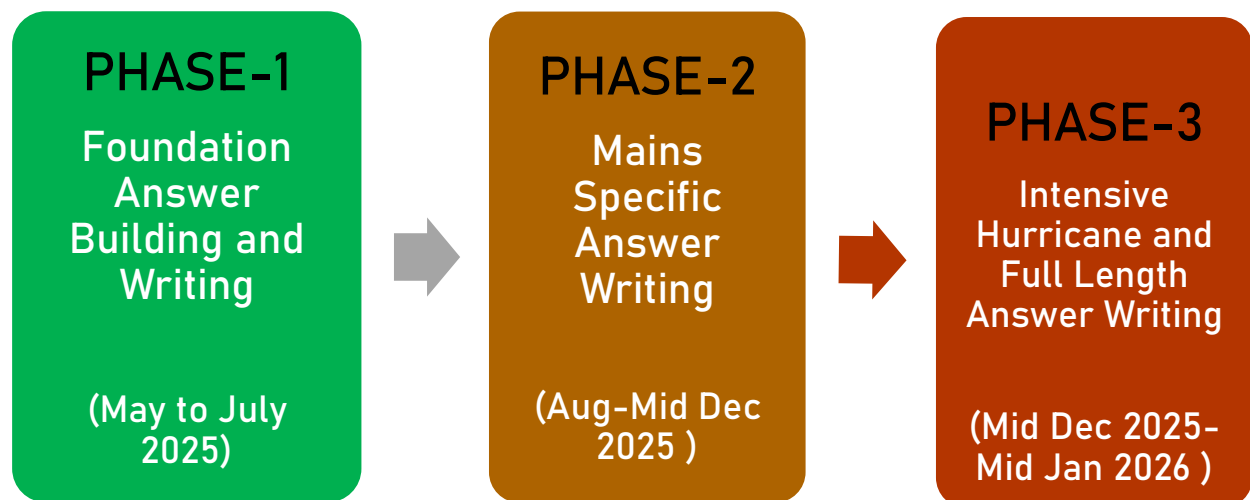 PHASE-1
Foundation
Answer
Building and
Writing
(May to July
2025)
PHASE-2
Mains
Specific
Answer
Writing
(Aug-Mid Dec
2025 )
PHASE-3
Intensive
Hurricane and
Full Length
Answer Writing
(Mid Dec 2025-
Mid Jan 2026 )